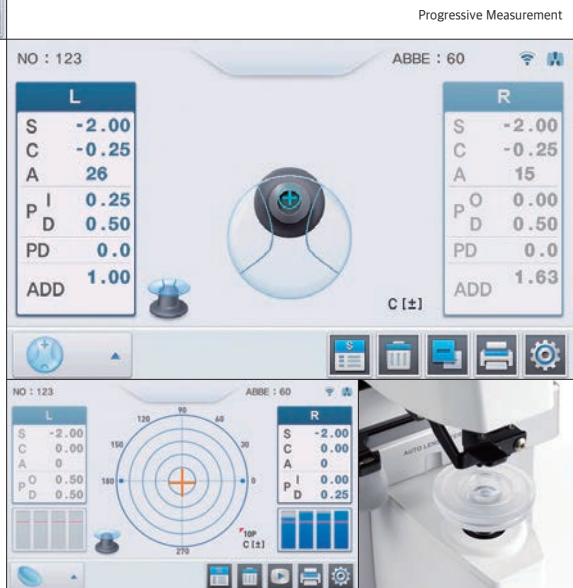 Progressive Measurement
NO : 123
ABBE : 60
L
S -2.00
C -0.25
A 26
P I 0.25
D 0.50
PD 0.0
ADD 1.00
R
S -2.00
C -0.25
A 15
P O 0.00
D 0.50
PD 0.0
ADD 1.63
C [±]
S
NO : 123
ABBE : 60
L
S -2.00
C 0.00
A 0
P O 0.50
D 0.50
120
90
60
150
30
180
0
270
10P
C [±]
R
S -2.00
C 0.00
A 0
P I 0.00
D 0.25
AUTO LENS